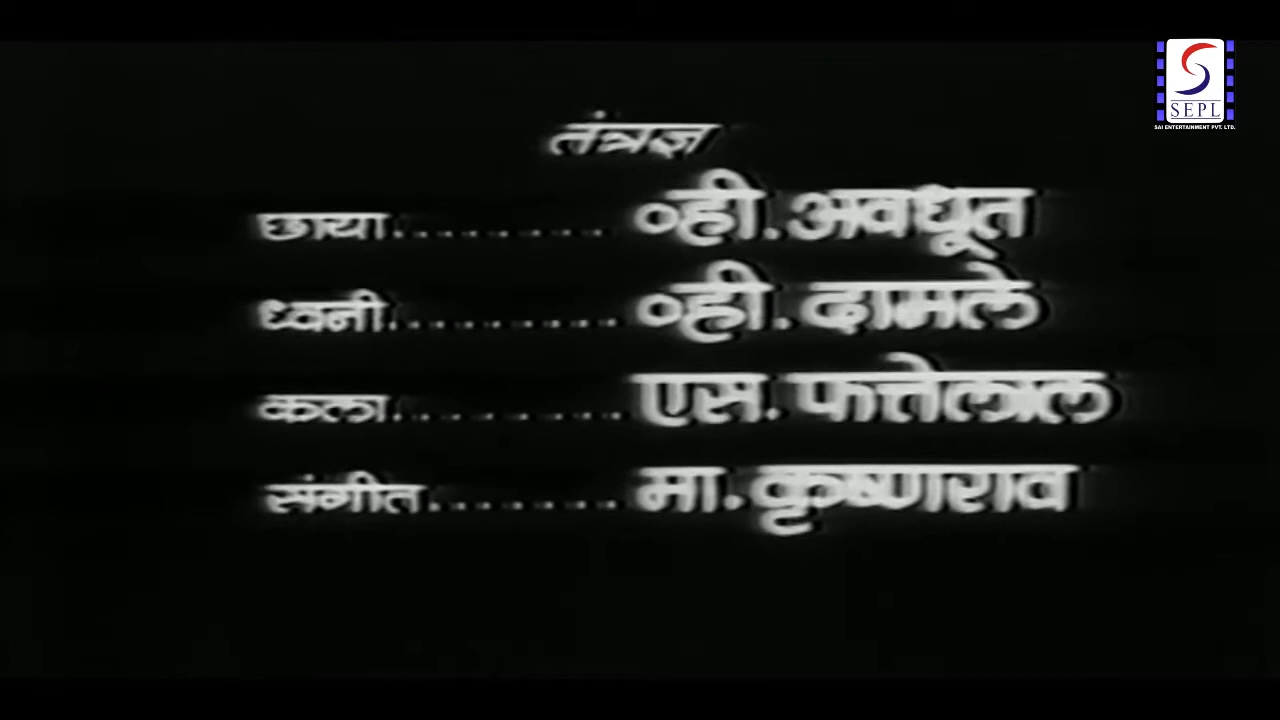 SEPL
SAI ENTERTAINMENT PVT. LTD.
तंत्रज्ञ
छाया......... व्ही. अवधूत
ध्वनी.......... व्ही. दामले
कला.......... एस. फत्तेलाल
संगीत........ मा. कृष्णराव